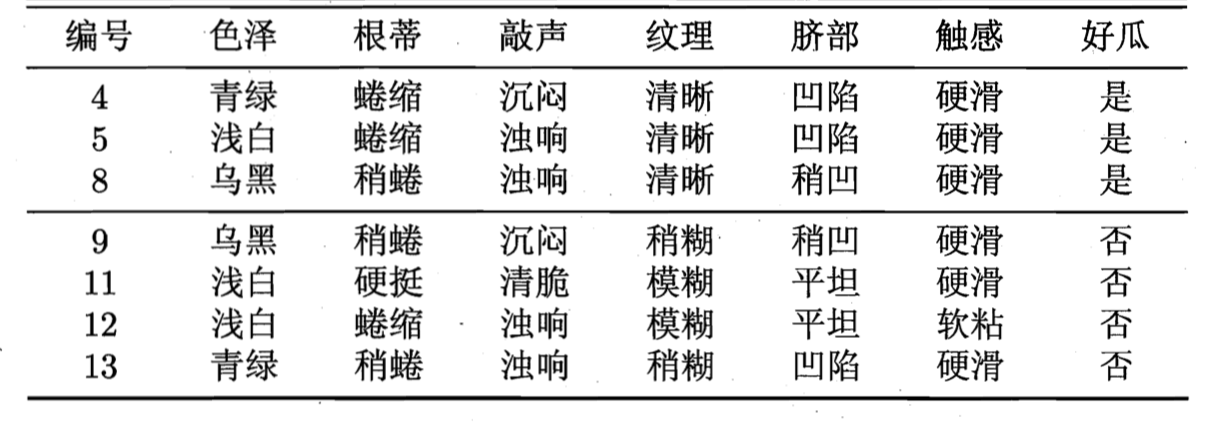 编号 色泽 根蒂 敲声 纹理 脐部 触感 好瓜
4 青绿 蜷缩 沉闷 清晰 凹陷 硬滑 是
5 浅白 蜷缩 浊响 清晰 凹陷 硬滑 是
8 乌黑 稍蜷 浊响 清晰 稍凹 硬滑 是
9 乌黑 稍蜷 沉闷 稍糊 稍凹 硬滑 否
11 浅白 硬挺 清脆 模糊 平坦 硬滑 否
12 浅白 蜷缩 浊响 模糊 平坦 软粘 否
13 青绿 稍蜷 浊响 稍糊 凹陷 硬滑 否